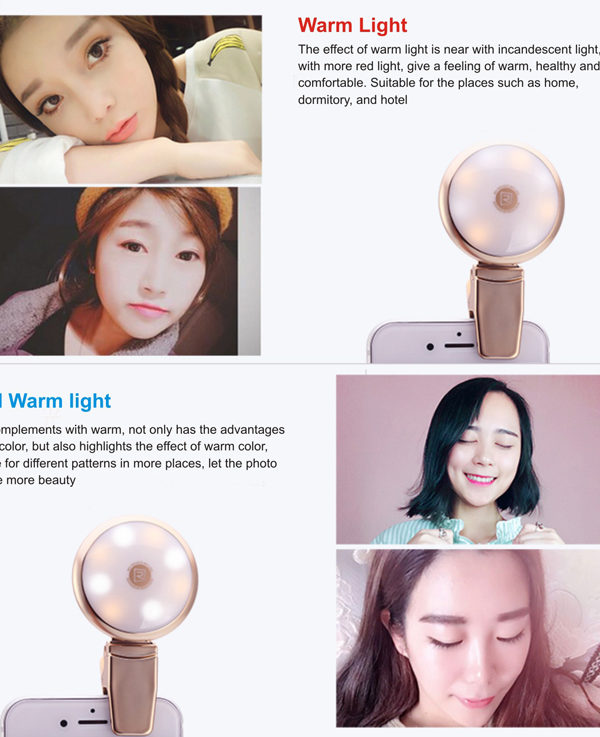 Warm Light
The effect of warm light is near with incandescent light,
with more red light, give a feeling of warm, healthy and
comfortable. Suitable for the places such as home,
dormitory, and hotel
R
Warm light
with warm, not only has the advantages
color, but also highlights the effect of warm color,
for different patterns in more places, let the photo
more beauty
R